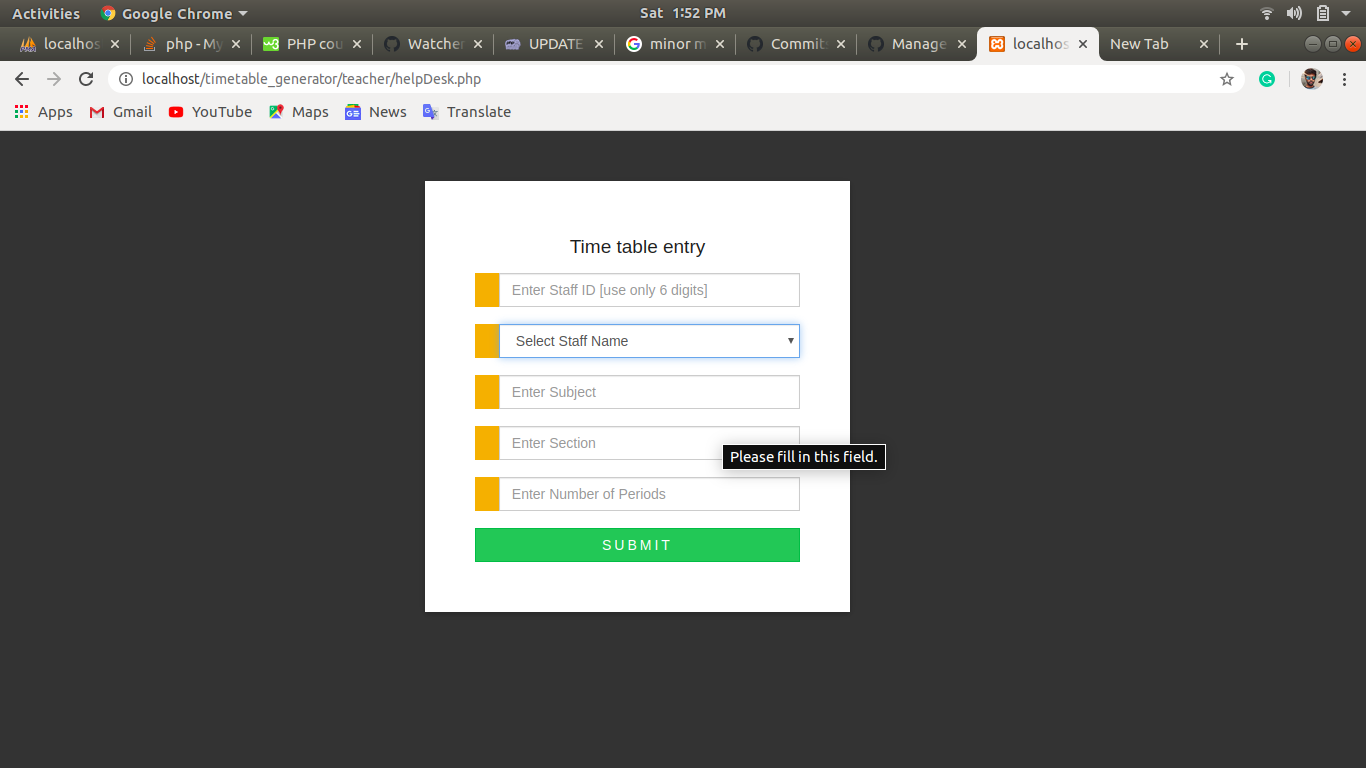 Activities Google Chrome Sat 1:52 PM
localhos php - My PHP cou Watcher UPDATE minor m Commit Manage localhos New Tab
localhost/timetable_generator/teacher/helpDesk.php
Apps Gmail YouTube Maps News Translate
Time table entry
Enter Staff ID [use only 6 digits]
Select Staff Name
Enter Subject
Enter Section
Please fill in this field.
Enter Number of Periods
SUBMIT